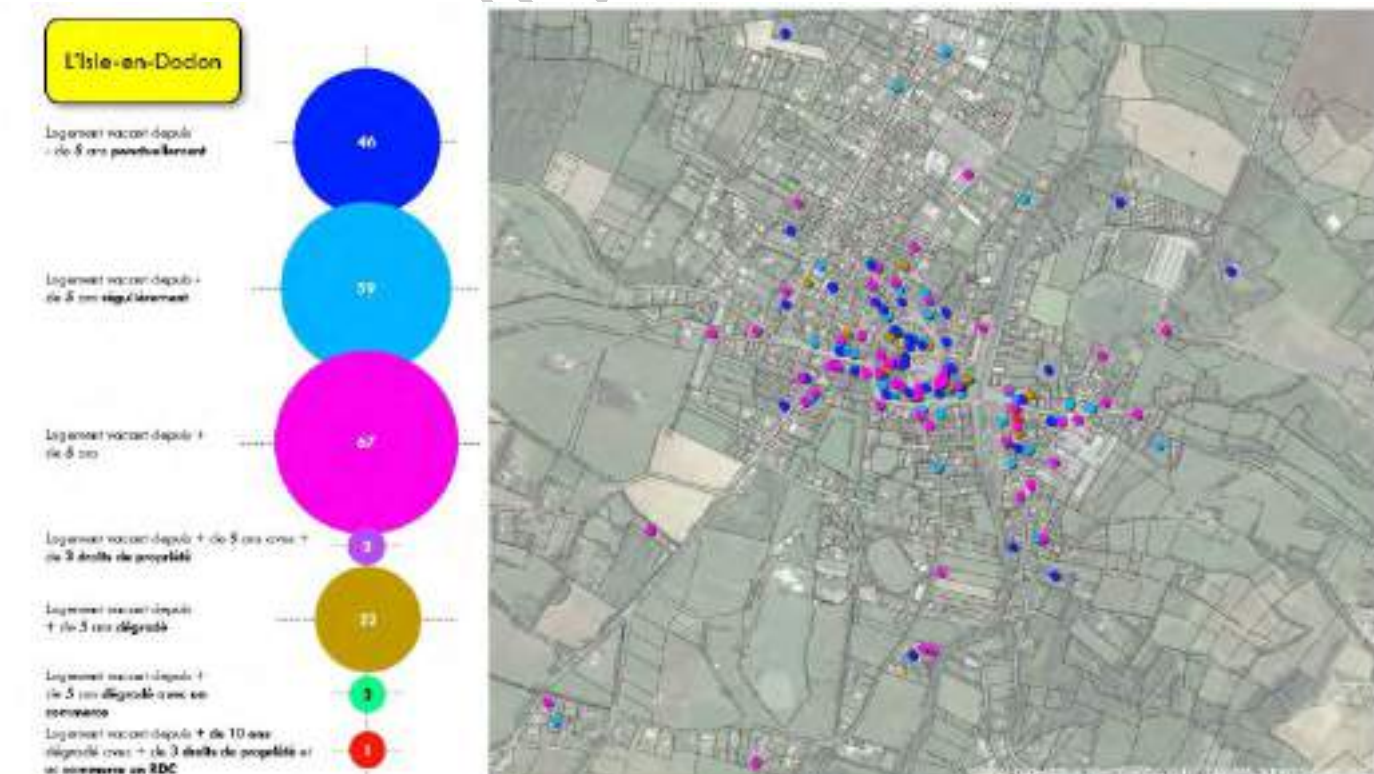 L'Isle-en-Dodon
Logement vacant depuis
- de 5 ans ponctuellement
46
Logement vacant depuis -
de 5 ans régulièrement
59
Logement vacant depuis +
de 5 ans
67
Logement vacant depuis + de 5 ans avec +
de 3 droits de propriété
Logement vacant depuis
+ de 5 ans dégradé
Logement vacant depuis +
de 5 ans dégradé avec un
commerce
Logement vacant depuis + de 10 ans
dégradé avec + de 3 droits de propriété et
un commerce en RDC
1